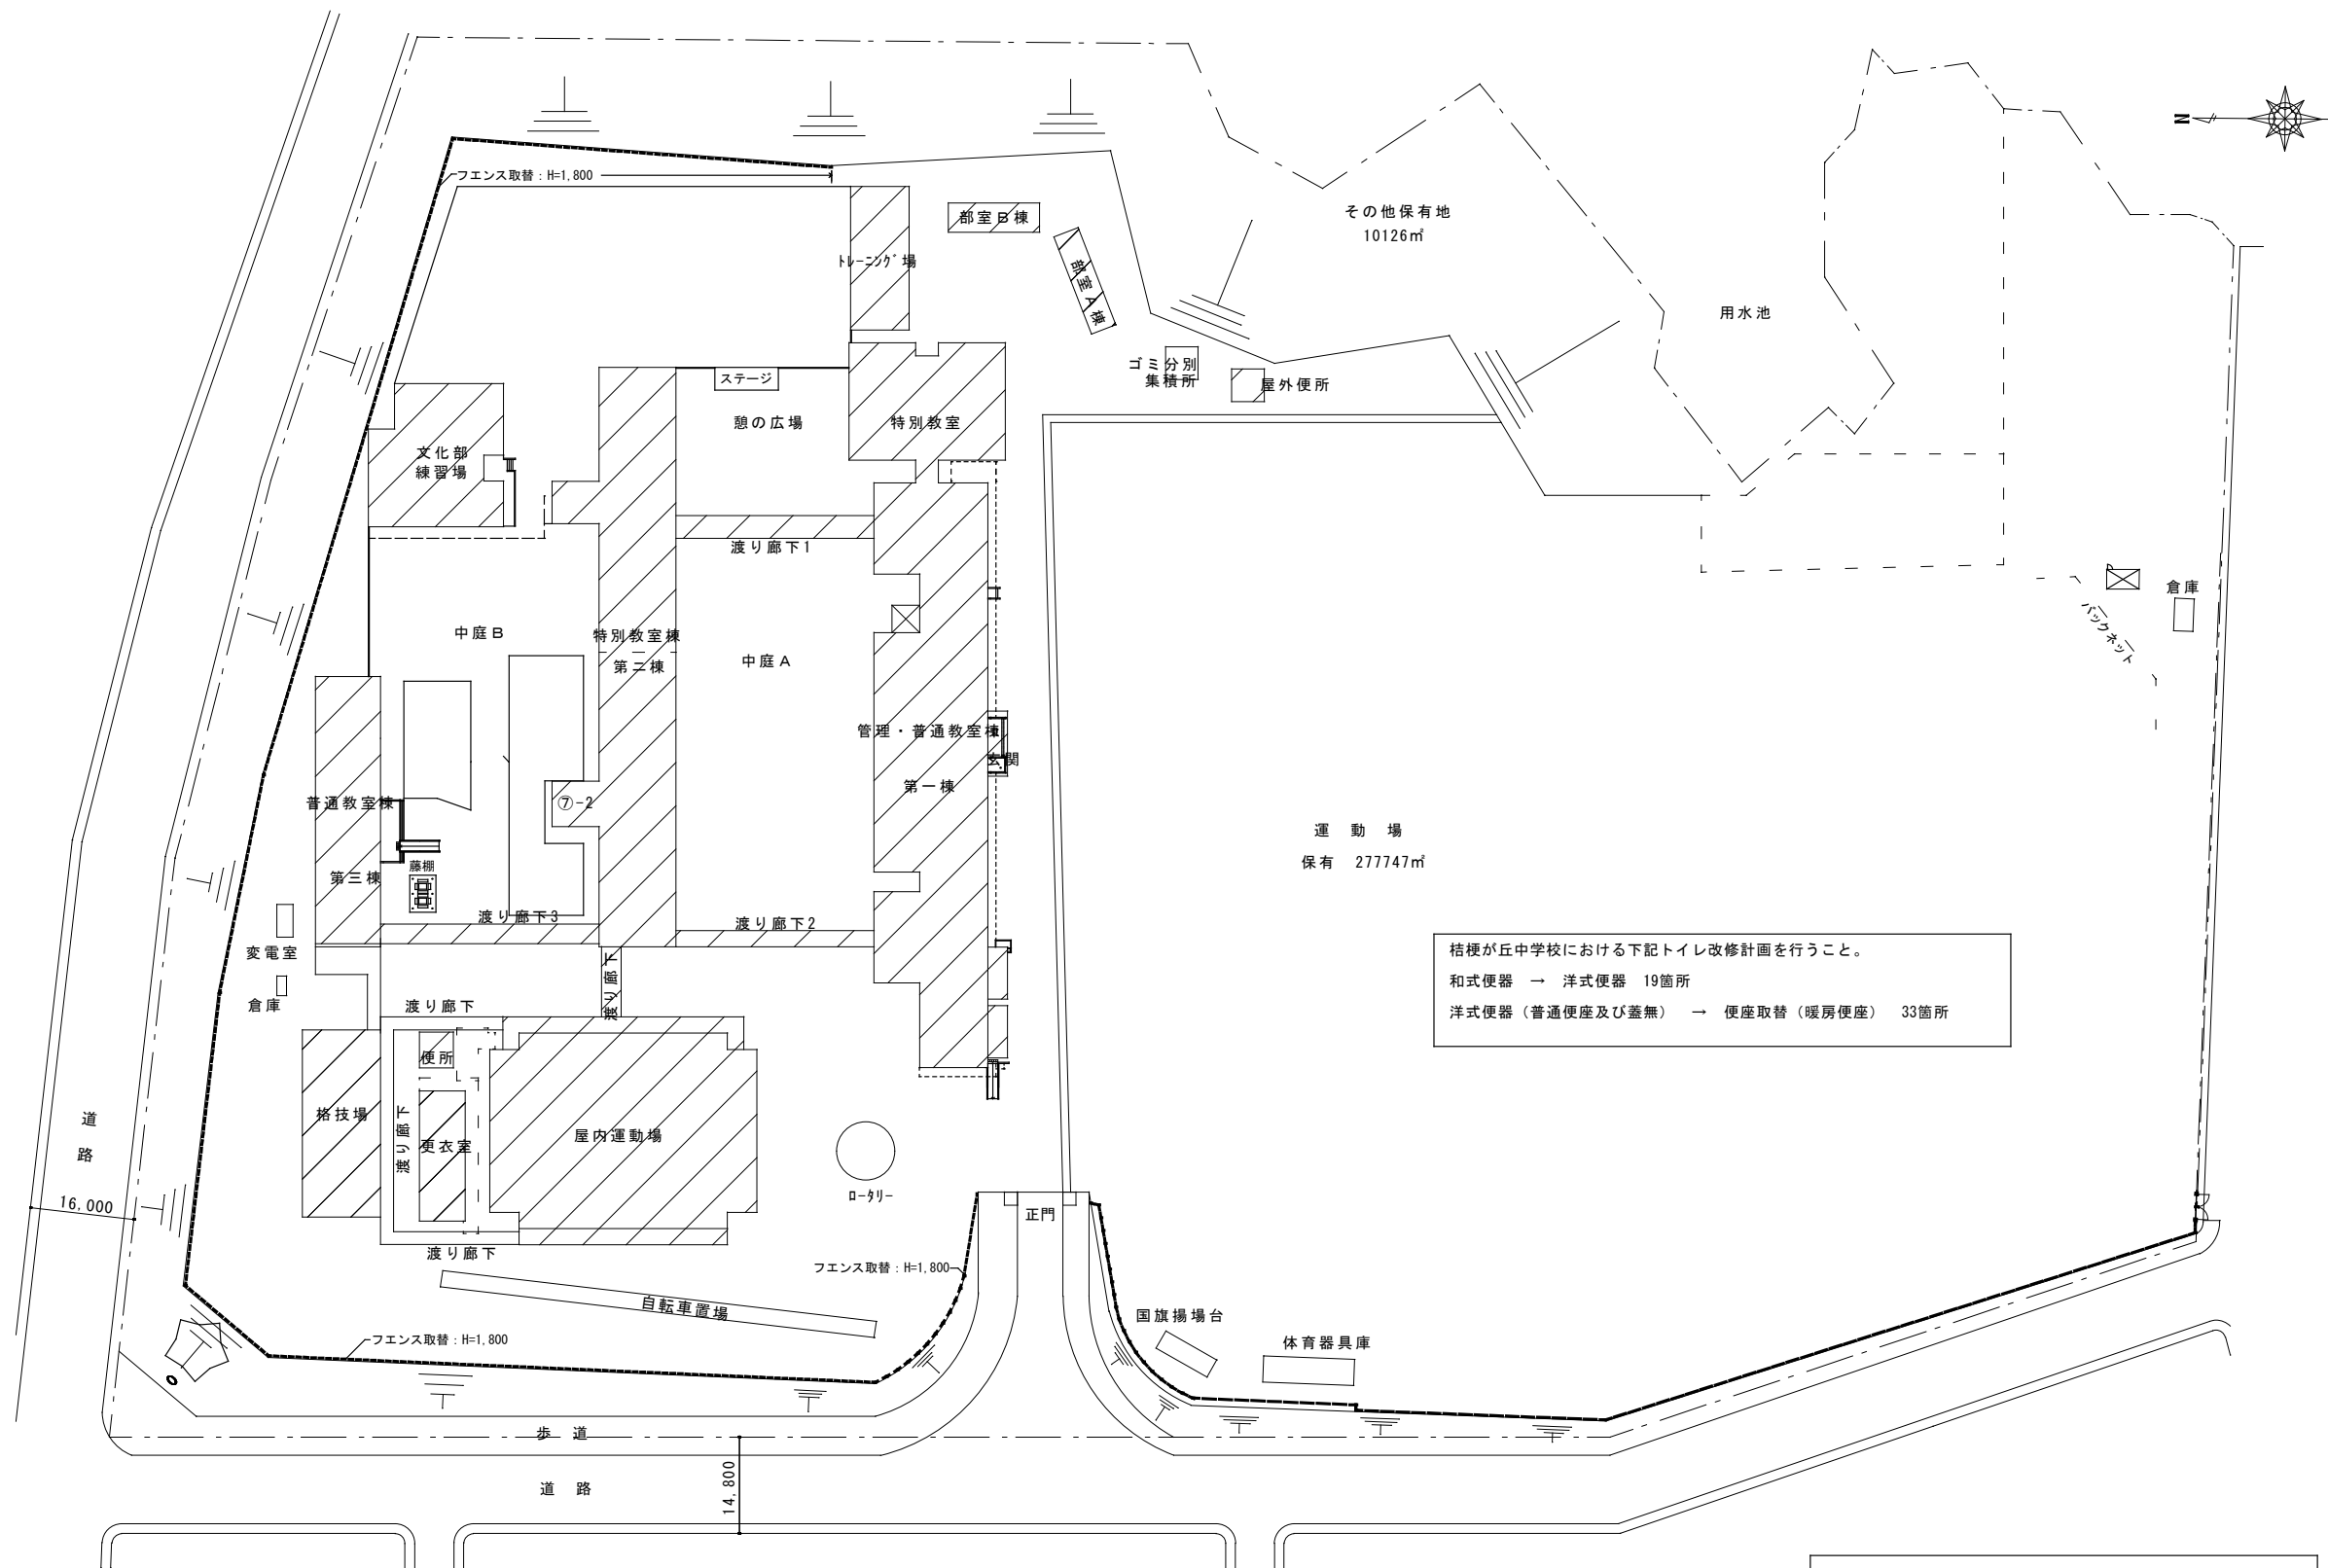 N
フエンス取替：H=1,800
部室Ｂ棟
ﾄﾚｰﾆﾝｸﾞ場
部室Ａ棟
その他保有地
10126㎡
用水池
ゴミ分別
集積所
屋外便所
ステージ
憩の広場
特別教室
文化部
練習場
渡り廊下1
倉庫
バックネット
中庭Ｂ
特別教室棟
第二棟
中庭Ａ
管理・普通教室棟
玄関
第一棟
普通教室棟
⑦-2
運動場
保有　277747㎡
藤棚
第三棟
渡り廊下3
渡り廊下2
変電室
倉庫
渡り廊下
渡り廊下
桔梗が丘中学校における下記トイレ改修計画を行うこと。
和式便器　→　洋式便器　19箇所
洋式便器（普通便座及び蓋無）　→　便座取替（暖房便座）　33箇所
便所
格技場
渡り廊下
更衣室
屋内運動場
道路
16,000
ﾛｰﾀﾘｰ
正門
渡り廊下
フエンス取替：H=1,800
自転車置場
国旗揚場台
体育器具庫
フエンス取替：H=1,800
歩道
道路
14,800